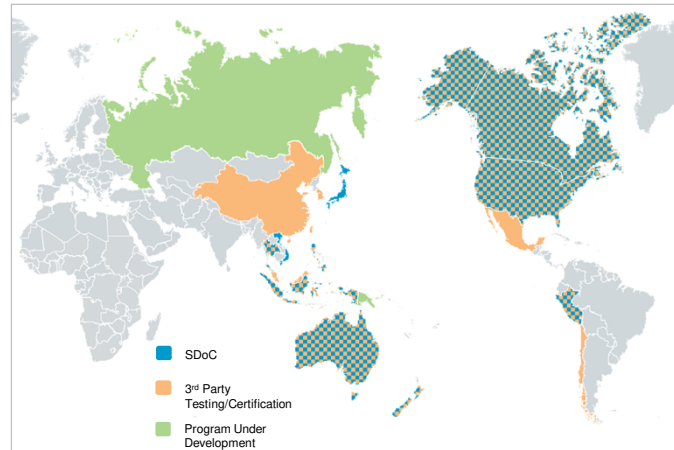 SDoC
3rd Party
Testing/Certification
Program Under
Development